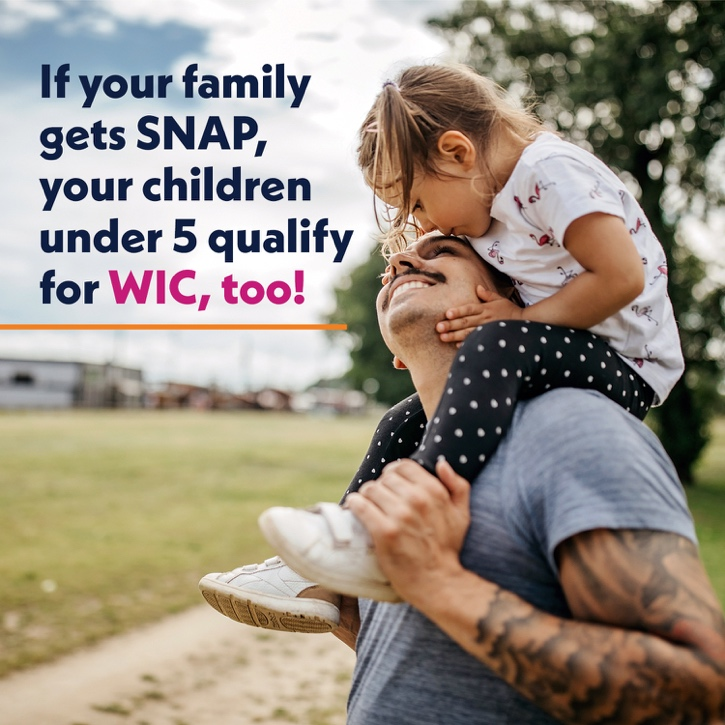 If your family
gets SNAP,
your children
under 5 qualify
for WIC, too!